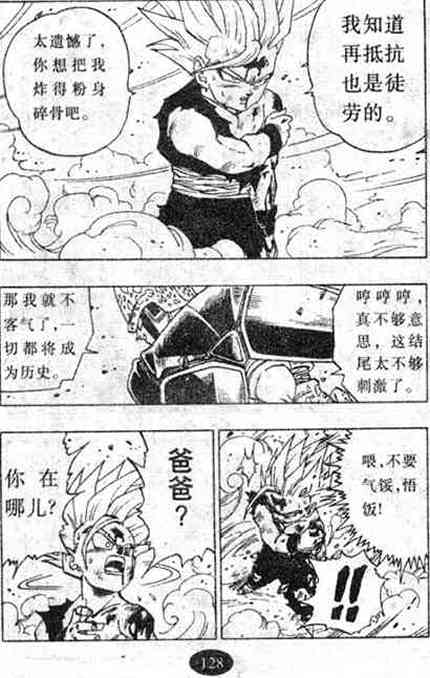 我知道
再抵抗
也是徒
劳的。
太遗憾了，
你想把我
炸得粉身
碎骨吧。
哼哼哼，
真不够意
思，这结
尾太不够
刺激了。
那我就不
客气了，一
切都将成
为历史。
喂，不要
气馁，悟
饭！
!!
爸爸？
你在
哪儿？
128